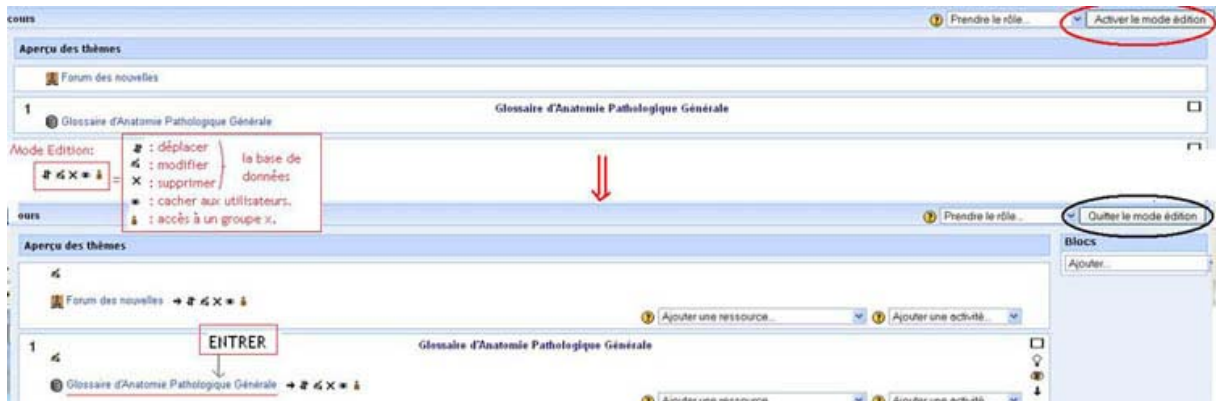 cours
Prendre le rôle...
Activer le mode édition
Aperçu des thèmes
Forum des nouvelles
1
Glossaire d'Anatomie Pathologique Générale
Glossaire d'Anatomie Pathologique Générale
Mode Edition:
=
: déplacer
: modifier
: supprimer
la base de
données
: cacher aux utilisateurs.
: accès à un groupe x.
ours
Prendre le rôle...
Quitter le mode édition
Aperçu des thèmes
Blocs
Ajouter...
Forum des nouvelles
Ajouter une ressource...
Ajouter une activité...
1
ENTRER
Glossaire d'Anatomie Pathologique Générale
Glossaire d'Anatomie Pathologique Générale
Ajouter une ressource...
Ajouter une activité...